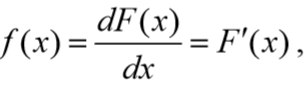 f(x) = dF(x)/dx = F′(x),